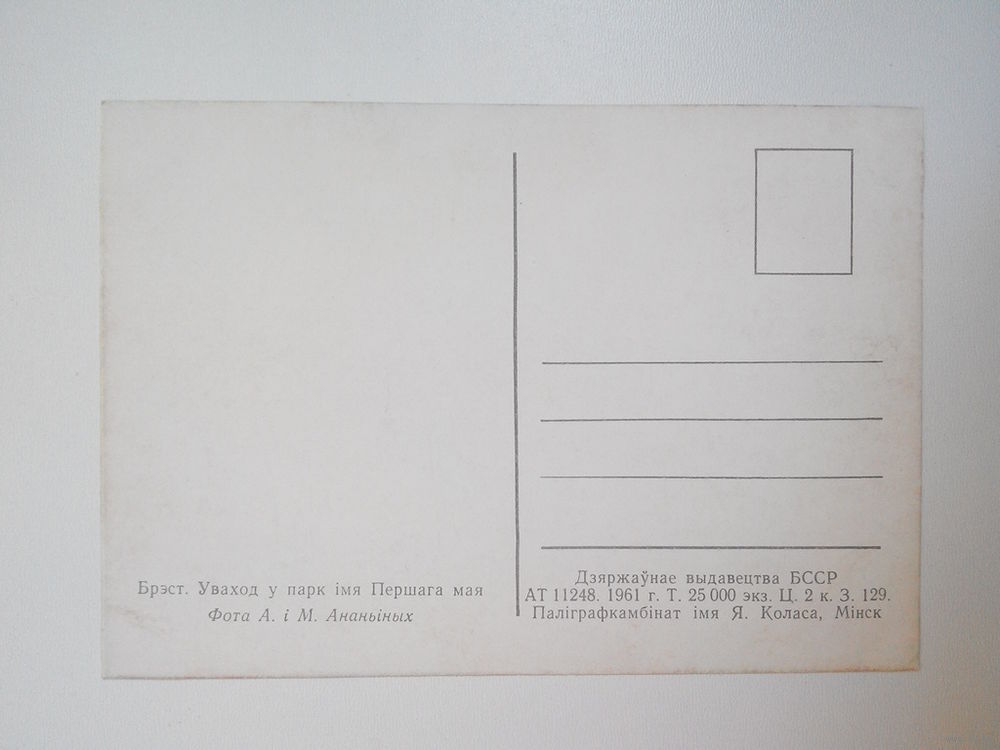 Брэст. Уваход у парк імя Першага мая
Фота А. і М. Ананьіных
Дзяржаўнае выдавецтва БССР
АТ 11248. 1961 г. Т. 25 000 экз. Ц. 2 к. З. 129.
Паліграфкамбінат імя Я. Коласа, Мінск